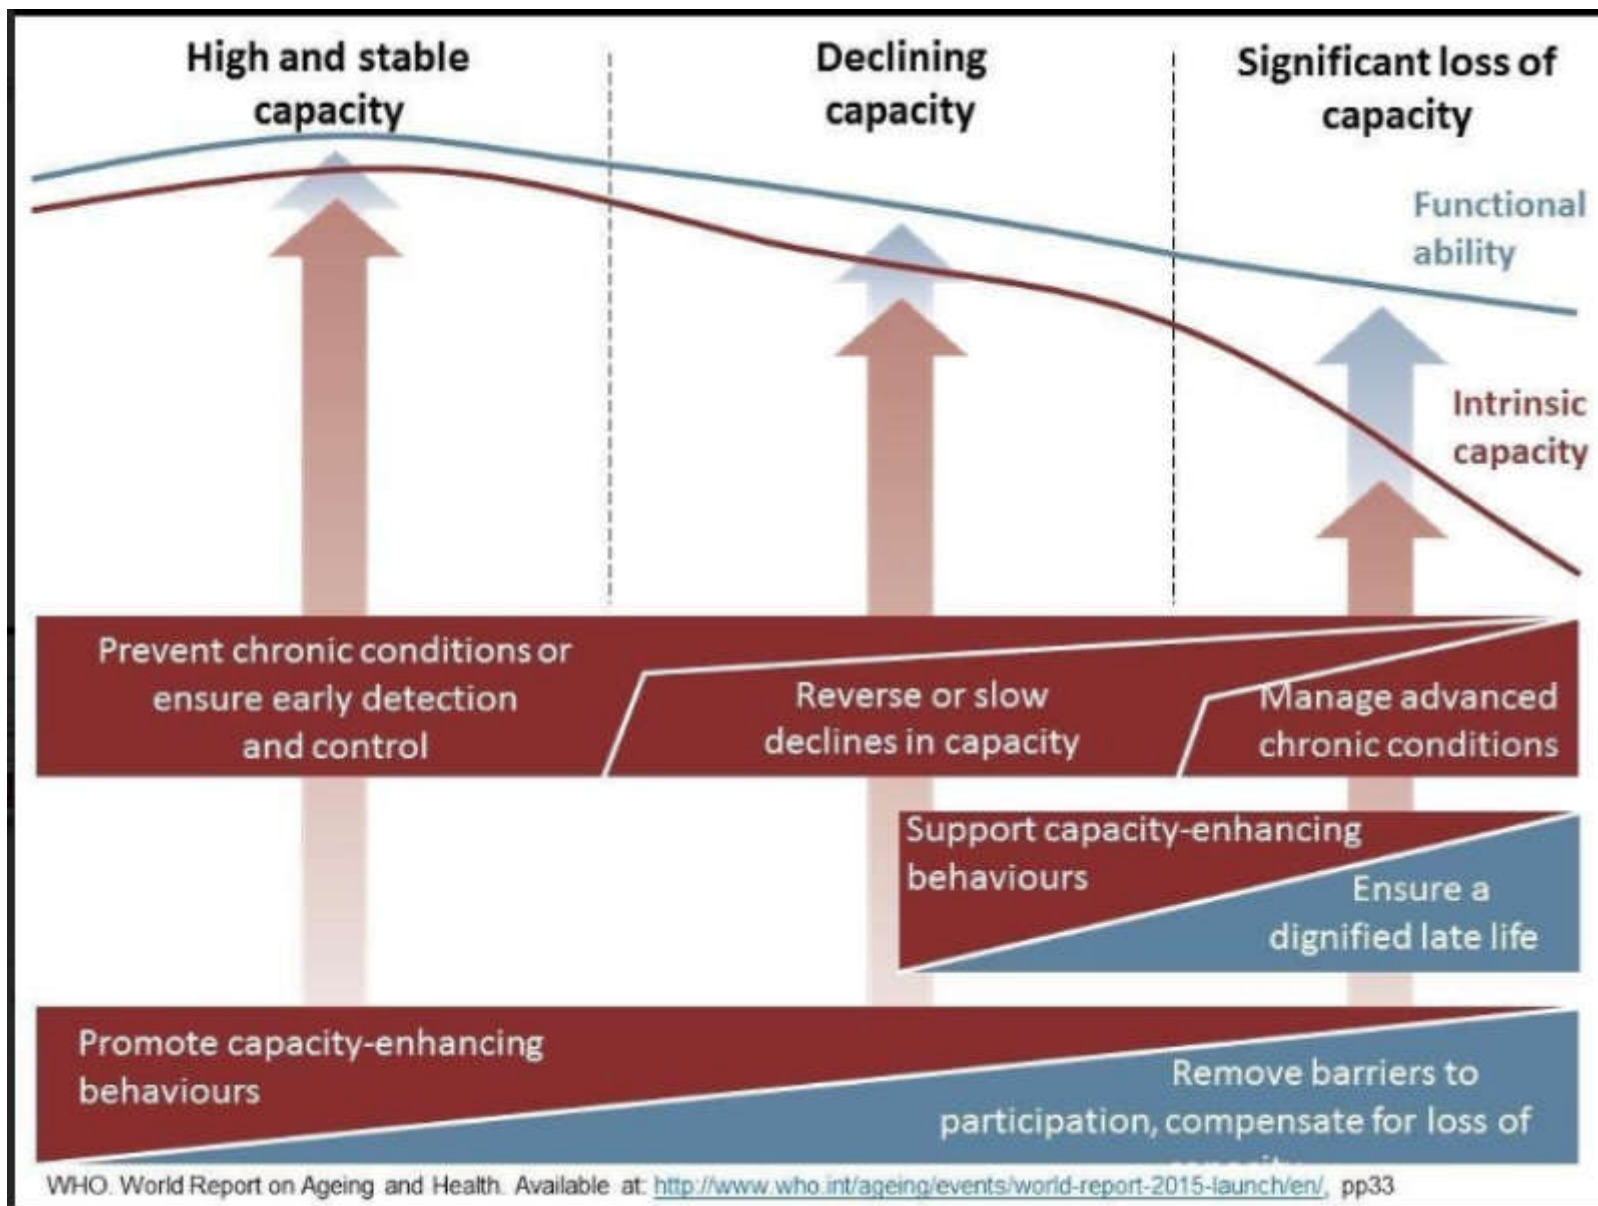 High and stable
capacity
Declining
capacity
Significant loss of
capacity
Functional
ability
Intrinsic
capacity
Prevent chronic conditions or
ensure early detection
and control
Reverse or slow
declines in capacity
Manage advanced
chronic conditions
Support capacity-enhancing
behaviours
Ensure a
dignified late life
Promote capacity-enhancing
behaviours
Remove barriers to
participation, compensate for loss of
WHO. World Report on Ageing and Health. Available at: http://www.who.int/ageing/events/world-report-2015-launch/en/, pp33